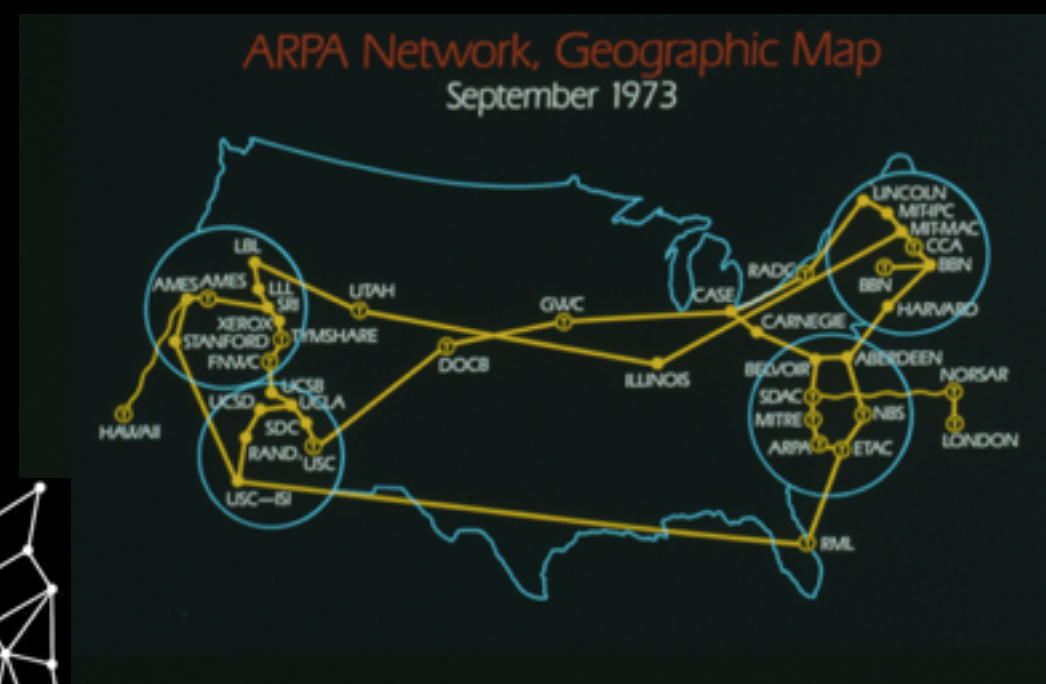 ARPA Network, Geographic Map
September 1973
LINCOLN
MIT-IPC
MIT-MAC
CCA
BBN
BBN
RADC
HARVARD
LBL
AMES
AMES
LLL
SRI
UTAH
XEROX
TYMSHARE
STANFORD
FNWC
GWC
CASE
CARNEGIE
DOCB
ILLINOIS
BELVOIR
ABERDEEN
NORSAR
UCSB
UCSD
UCLA
SDAC
HAWAII
SDC
MITRE
NBS
LONDON
RAND
USC
ARPA
ETAC
USC-ISI
RML